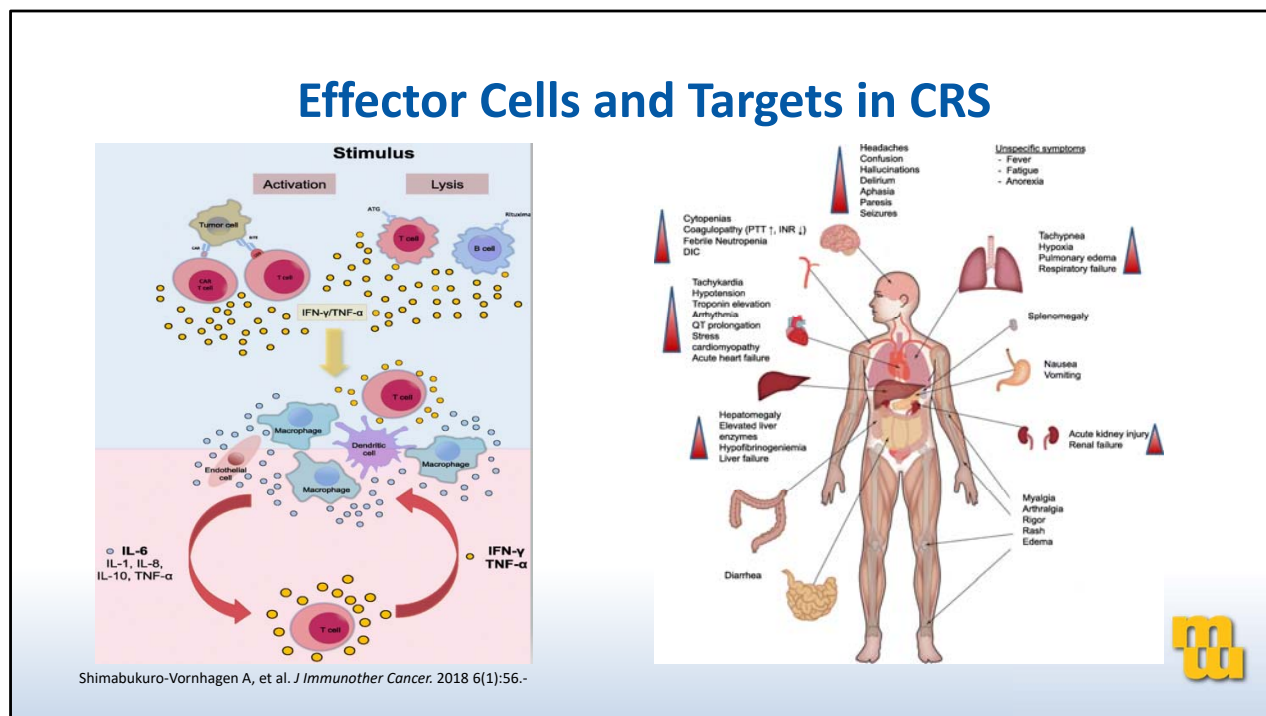 Effector Cells and Targets in CRS
Stimulus
Activation
Lysis
Tumor cell
CAR
BiTE
CAR
T cell
T cell
ATG
T cell
Rituxima
B cell
IFN-γ/TNF-α
T cell
Macrophage
Dendritic
cell
Macrophage
Endothelial
cell
Macrophage
IL-6
IL-1, IL-8,
IL-10, TNF-α
IFN-γ
TNF-α
T cell
Headaches
Confusion
Hallucinations
Delirium
Aphasia
Paresis
Seizures
Unspecific symptoms
- Fever
- Fatigue
- Anorexia
Cytopenias
Coagulopathy (PTT ↑, INR ↓)
Febrile Neutropenia
DIC
Tachypnea
Hypoxia
Pulmonary edema
Respiratory failure
Tachykardia
Hypotension
Troponin elevation
Arrhythmia
QT prolongation
Stress
cardiomyopathy
Acute heart failure
Splenomegaly
Nausea
Vomiting
Hepatomegaly
Elevated liver
enzymes
Hypofibrinogeniemia
Liver failure
Acute kidney injury
Renal failure
Myalgia
Arthralgia
Rigor
Rash
Edema
Diarrhea
Shimabukuro-Vornhagen A, et al. J Immunother Cancer. 2018 6(1):56.-